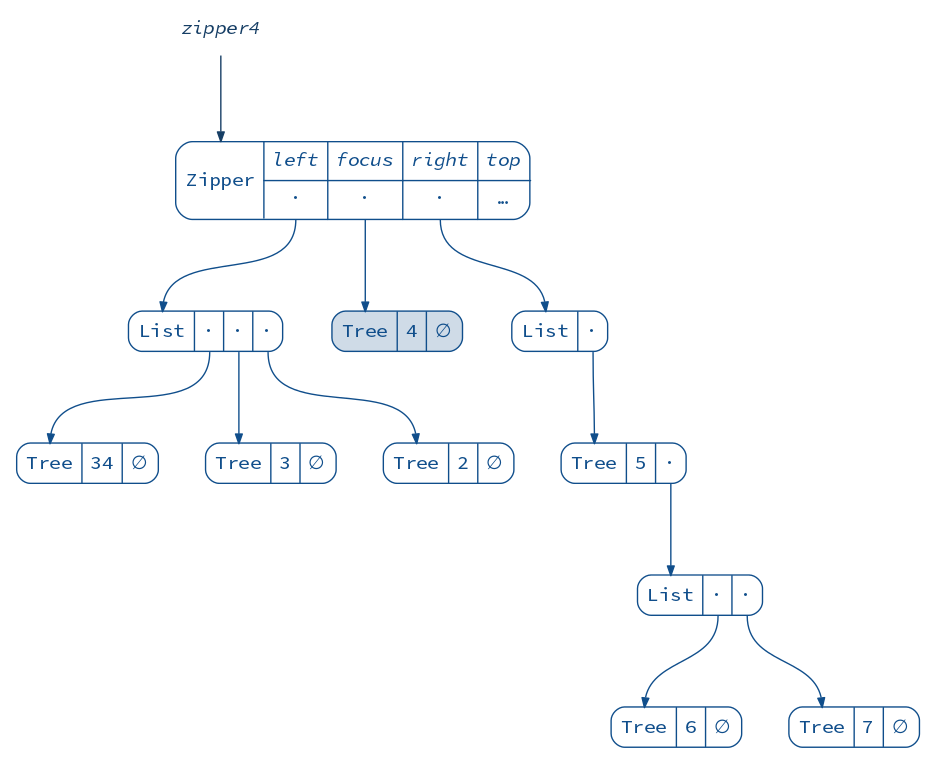 zipper4
Zipper left focus right top
· · · …
List · · · Tree 4 ∅ List ·
Tree 34 ∅ Tree 3 ∅ Tree 2 ∅ Tree 5 ·
List · ·
Tree 6 ∅ Tree 7 ∅